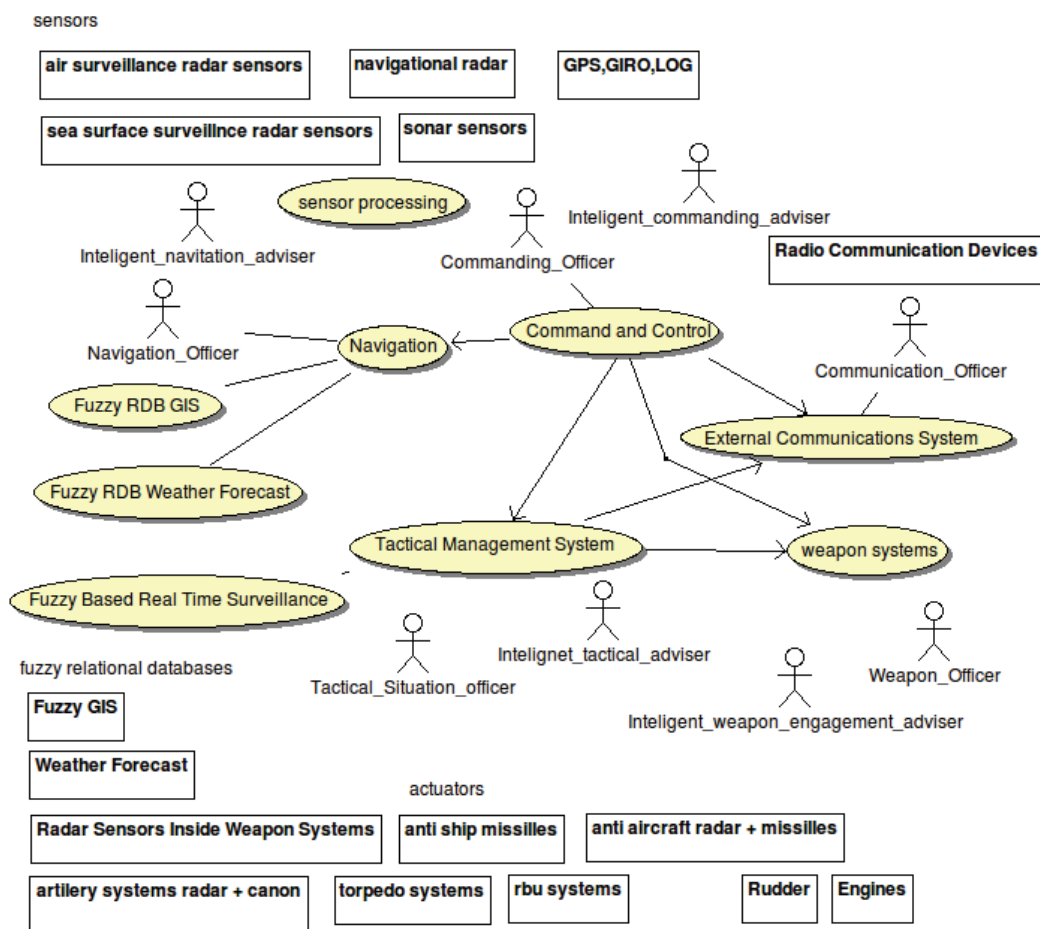 sensors
air surveillance radar sensors
navigational radar
GPS,GIRO,LOG
sea surface surveillnce radar sensors
sonar sensors
sensor processing
Inteligent_navitation_adviser
Commanding_Officer
Inteligent_commanding_adviser
Radio Communication Devices
Navigation_Officer
Navigation
Command and Control
Communication_Officer
Fuzzy RDB GIS
External Communications System
Fuzzy RDB Weather Forecast
Tactical Management System
weapon systems
Fuzzy Based Real Time Surveillance
Tactical_Situation_officer
Intelignet_tactical_adviser
Inteligent_weapon_engagement_adviser
Weapon_Officer
fuzzy relational databases
Fuzzy GIS
Weather Forecast
actuators
Radar Sensors Inside Weapon Systems
anti ship missilles
anti aircraft radar + missilles
artilery systems radar + canon
torpedo systems
rbu systems
Rudder
Engines